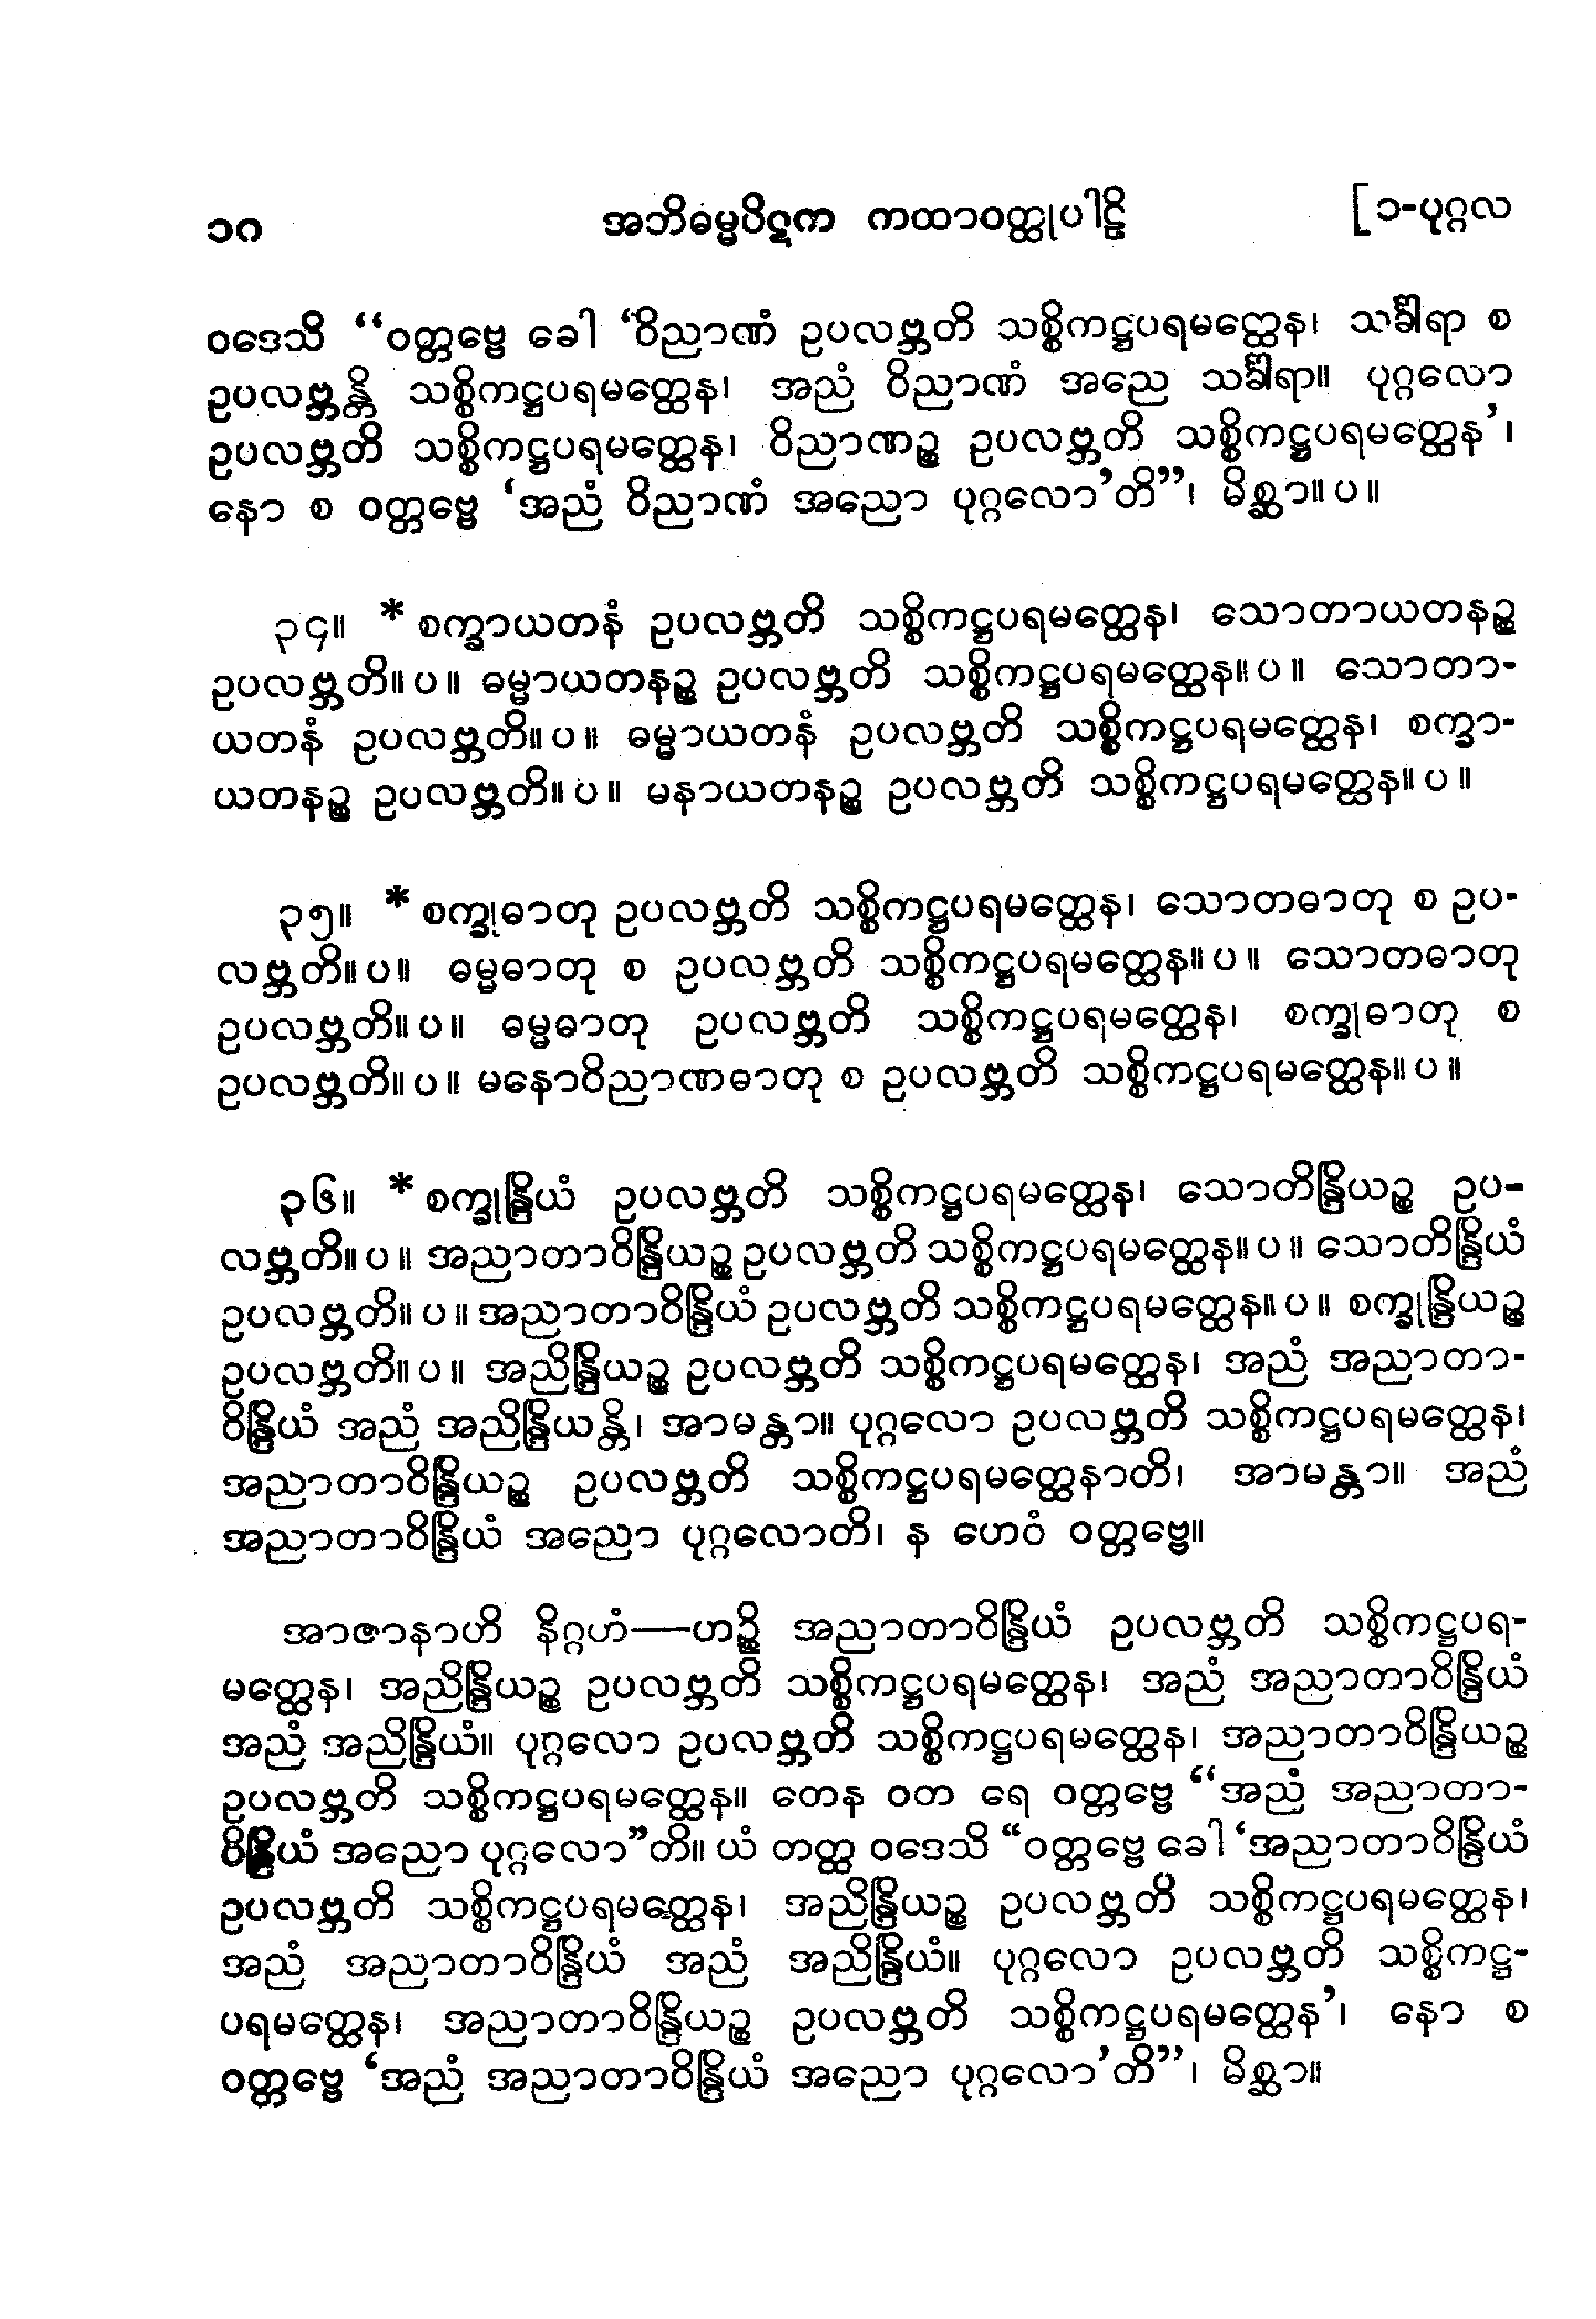 ၁၀ အဘိဓမ္မပိဋက ကထာဝတ္ထုပါဠိ [၁-ပုဂ္ဂလ
ဝဒေသိ “ဝတ္တဗ္ဗေ ခေါ ‘ဝိညာဏံ ဥပလဗ္ဘတိ သစ္စိကဋ္ဌပရမတ္ထေန၊ သင်္ခါရာ စ
ဥပလဗ္ဘန္တိ သစ္စိကဋ္ဌပရမတ္ထေန၊ အညံ ဝိညာဏံ အညေ သင်္ခါရာ။ ပုဂ္ဂလော
ဥပလဗ္ဘတိ သစ္စိကဋ္ဌပရမတ္ထေန၊ ဝိညာဏဉ္စ ဥပလဗ္ဘတိ သစ္စိကဋ္ဌပရမတ္ထေန’၊
နော စ ဝတ္တဗ္ဗေ ‘အညံ ဝိညာဏံ အညော ပုဂ္ဂလော’တိ”၊ မိစ္ဆာ။ ပ။
၃၄။ * စက္ခာယတနံ ဥပလဗ္ဘတိ သစ္စိကဋ္ဌပရမတ္ထေန၊ သောတာယတနဉ္စ
ဥပလဗ္ဘတိ။ ပ။ ဓမ္မာယတနဉ္စ ဥပလဗ္ဘတိ သစ္စိကဋ္ဌပရမတ္ထေန။ ပ။ သောတာ-
ယတနံ ဥပလဗ္ဘတိ။ ပ။ ဓမ္မာယတနံ ဥပလဗ္ဘတိ သစ္စိကဋ္ဌပရမတ္ထေန၊ စက္ခာ-
ယတနဉ္စ ဥပလဗ္ဘတိ။ ပ။ မနာယတနဉ္စ ဥပလဗ္ဘတိ သစ္စိကဋ္ဌပရမတ္ထေန။ ပ။
၃၅။ * စက္ခုဓာတု ဥပလဗ္ဘတိ သစ္စိကဋ္ဌပရမတ္ထေန၊ သောတဓာတု စ ဥပ-
လဗ္ဘတိ။ ပ။ ဓမ္မဓာတု စ ဥပလဗ္ဘတိ သစ္စိကဋ္ဌပရမတ္ထေန။ ပ။ သောတဓာတု
ဥပလဗ္ဘတိ။ ပ။ ဓမ္မဓာတု ဥပလဗ္ဘတိ သစ္စိကဋ္ဌပရမတ္ထေန၊ စက္ခုဓာတု စ
ဥပလဗ္ဘတိ။ ပ။ မနောဝိညာဏဓာတု စ ဥပလဗ္ဘတိ သစ္စိကဋ္ဌပရမတ္ထေန။ ပ။
၃၆။ * စက္ခုန္ဒြိယံ ဥပလဗ္ဘတိ သစ္စိကဋ္ဌပရမတ္ထေန၊ သောတိန္ဒြိယဉ္စ ဥပ-
လဗ္ဘတိ။ ပ။ အညာတာဝိန္ဒြိယဉ္စ ဥပလဗ္ဘတိ သစ္စိကဋ္ဌပရမတ္ထေန။ ပ။ သောတိန္ဒြိယံ
ဥပလဗ္ဘတိ။ ပ။ အညာတာဝိန္ဒြိယံ ဥပလဗ္ဘတိ သစ္စိကဋ္ဌပရမတ္ထေန။ ပ။ စက္ခုန္ဒြိယဉ္စ
ဥပလဗ္ဘတိ။ ပ။ အညိန္ဒြိယဉ္စ ဥပလဗ္ဘတိ သစ္စိကဋ္ဌပရမတ္ထေန၊ အညံ အညာတာ-
ဝိန္ဒြိယံ အညံ အညိန္ဒြိယန္တိ၊ အာမန္တာ။ ပုဂ္ဂလော ဥပလဗ္ဘတိ သစ္စိကဋ္ဌပရမတ္ထေန၊
အညာတာဝိန္ဒြိယဉ္စ ဥပလဗ္ဘတိ သစ္စိကဋ္ဌပရမတ္ထေနာတိ၊ အာမန္တာ။ အညံ
အညာတာဝိန္ဒြိယံ အညော ပုဂ္ဂလောတိ၊ န ဟေဝံ ဝတ္တဗ္ဗေ။
အာဇာနာဟိ နိဂ္ဂဟံ—ဟဉ္စိ အညာတာဝိန္ဒြိယံ ဥပလဗ္ဘတိ သစ္စိကဋ္ဌပရ-
မတ္ထေန၊ အညိန္ဒြိယဉ္စ ဥပလဗ္ဘတိ သစ္စိကဋ္ဌပရမတ္ထေန၊ အညံ အညာတာဝိန္ဒြိယံ
အညံ အညိန္ဒြိယံ။ ပုဂ္ဂလော ဥပလဗ္ဘတိ သစ္စိကဋ္ဌပရမတ္ထေန၊ အညာတာဝိန္ဒြိယဉ္စ
ဥပလဗ္ဘတိ သစ္စိကဋ္ဌပရမတ္ထေန။ တေန ဝတ ရေ ဝတ္တဗ္ဗေ “အညံ အညာတာ-
ဝိန္ဒြိယံ အညော ပုဂ္ဂလော”တိ။ ယံ တတ္ထ ဝဒေသိ “ဝတ္တဗ္ဗေ ခေါ ‘အညာတာဝိန္ဒြိယံ
ဥပလဗ္ဘတိ သစ္စိကဋ္ဌပရမတ္ထေန၊ အညိန္ဒြိယဉ္စ ဥပလဗ္ဘတိ သစ္စိကဋ္ဌပရမတ္ထေန၊
အညံ အညာတာဝိန္ဒြိယံ အညံ အညိန္ဒြိယံ။ ပုဂ္ဂလော ဥပလဗ္ဘတိ သစ္စိကဋ္ဌ-
ပရမတ္ထေန၊ အညာတာဝိန္ဒြိယဉ္စ ဥပလဗ္ဘတိ သစ္စိကဋ္ဌပရမတ္ထေန’၊ နော စ
ဝတ္တဗ္ဗေ ‘အညံ အညာတာဝိန္ဒြိယံ အညော ပုဂ္ဂလော’တိ”၊ မိစ္ဆာ။